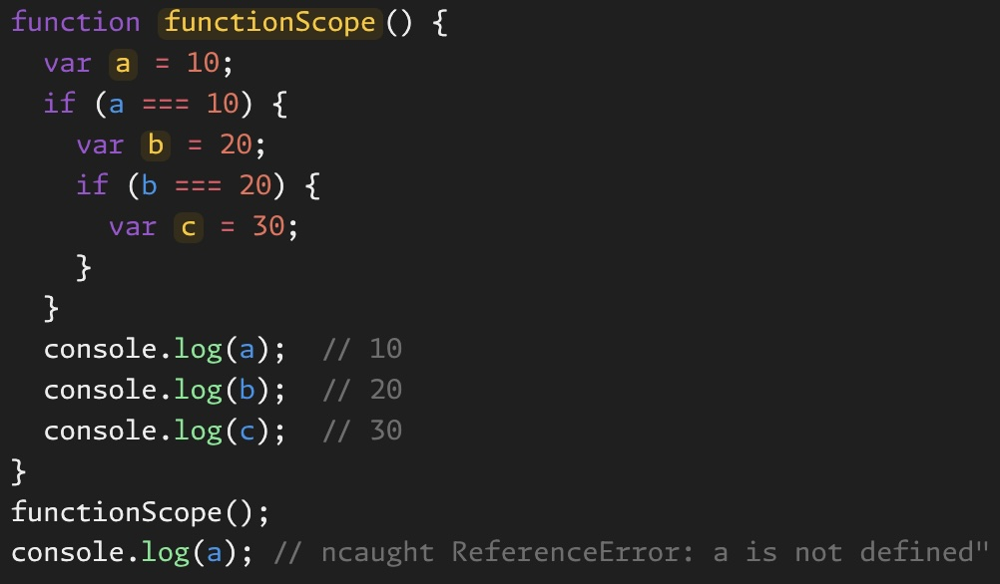 function functionScope() {
  var a = 10;
  if (a === 10) {
    var b = 20;
    if (b === 20) {
      var c = 30;
    }
  }
  console.log(a);  // 10
  console.log(b);  // 20
  console.log(c);  // 30
}
functionScope();
console.log(a); // ncaught ReferenceError: a is not defined"